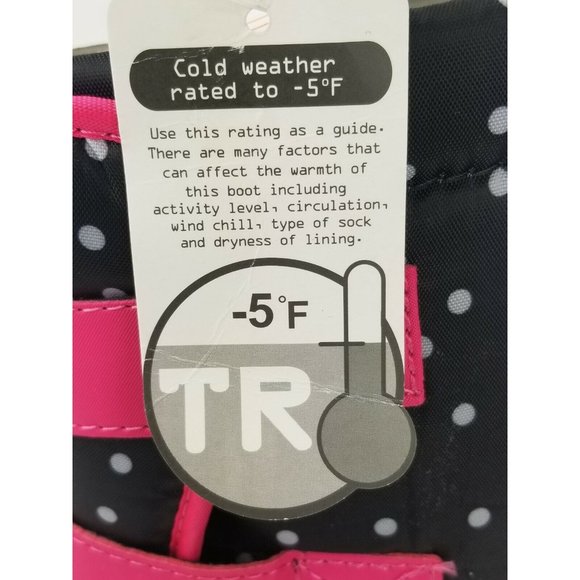 Cold weather
rated to -5°F
Use this rating as a guide.
There are many factors that
can affect the warmth of
this boot including
activity level, circulation,
wind chill, type of sock
and dryness of lining.
-5°F
TR